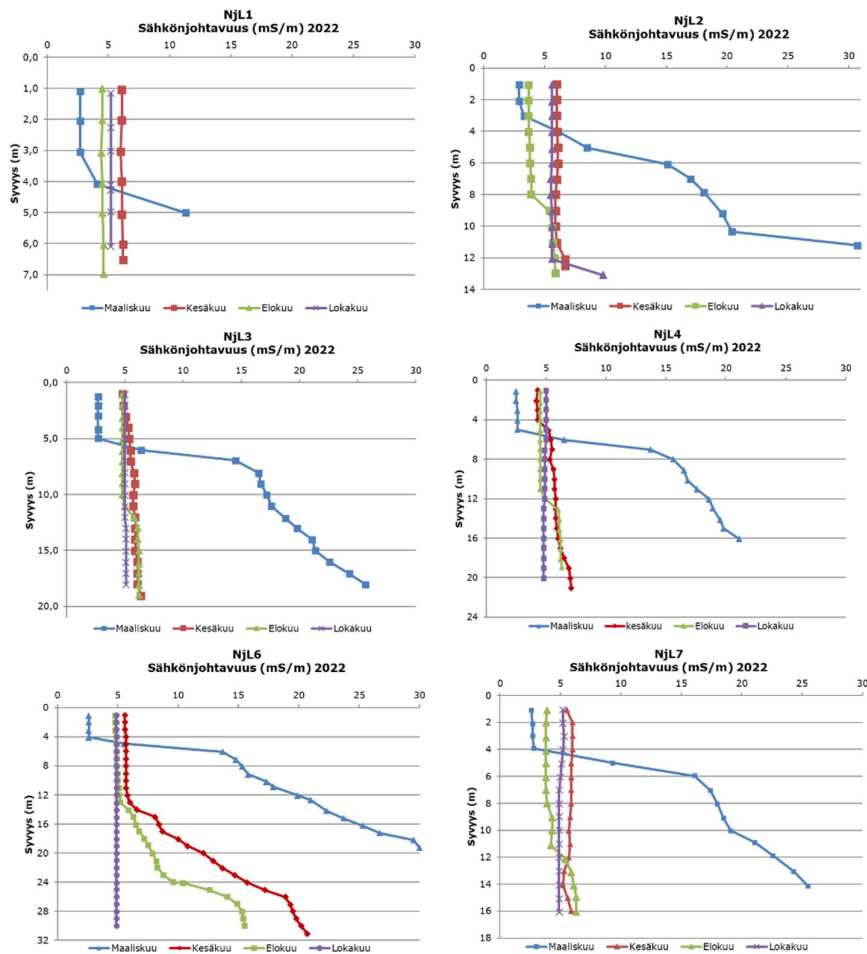 NjL1
Sähkönjohtavuus (mS/m) 2022
0 5 10 15 20 25 30
0,0
1,0
2,0
3,0
4,0
5,0
6,0
7,0
Syvyys (m)
Maaliskuu Kesäkuu Elokuu Lokakuu
NjL2
Sähkönjohtavuus (mS/m) 2022
0 5 10 15 20 25 30
0
2
4
6
8
10
12
14
Syvyys (m)
Maaliskuu Kesäkuu Elokuu Lokakuu
NjL3
Sähkönjohtavuus (mS/m) 2022
0 5 10 15 20 25 30
0,0
5,0
10,0
15,0
20,0
Syvyys (m)
Maaliskuu Kesäkuu Elokuu Lokakuu
NjL4
Sähkönjohtavuus (mS/m) 2022
0 5 10 15 20 25 30
0
4
8
12
16
20
24
Syvyys (m)
Maaliskuu kesäkuu Elokuu Lokakuu
NjL6
Sähkönjohtavuus (mS/m) 2022
0 5 10 15 20 25 30
0
4
8
12
16
20
24
28
32
Syvyys (m)
Maaliskuu Kesäkuu Elokuu Lokakuu
NjL7
Sähkönjohtavuus (mS/m) 2022
0 5 10 15 20 25 30
0
2
4
6
8
10
12
14
16
18
Syvyys (m)
Maaliskuu Kesäkuu Elokuu Lokakuu